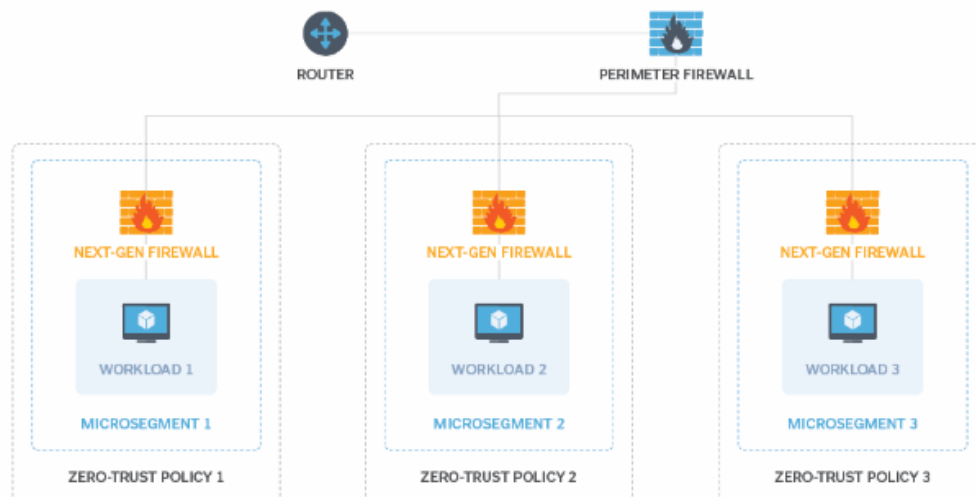 ROUTER
PERIMETER FIREWALL
NEXT-GEN FIREWALL
NEXT-GEN FIREWALL
NEXT-GEN FIREWALL
WORKLOAD 1
WORKLOAD 2
WORKLOAD 3
MICROSEGMENT 1
MICROSEGMENT 2
MICROSEGMENT 3
ZERO-TRUST POLICY 1
ZERO-TRUST POLICY 2
ZERO-TRUST POLICY 3